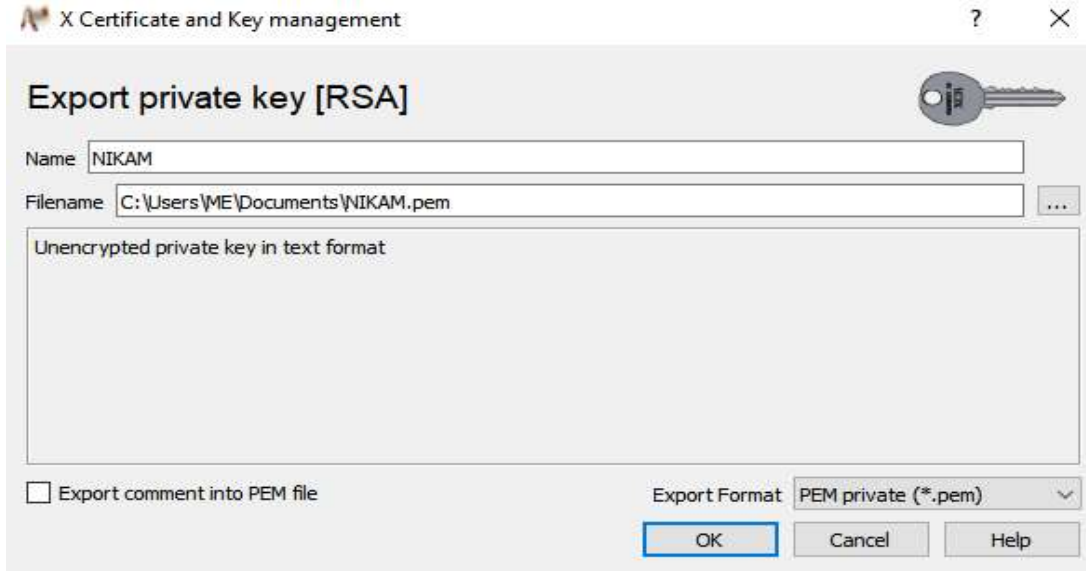 X Certificate and Key management ?
Export private key [RSA]
Name NIKAM
Filename C:\Users\ME\Documents\NIKAM.pem ...
Unencrypted private key in text format
Export comment into PEM file Export Format PEM private (*.pem)
OK Cancel Help